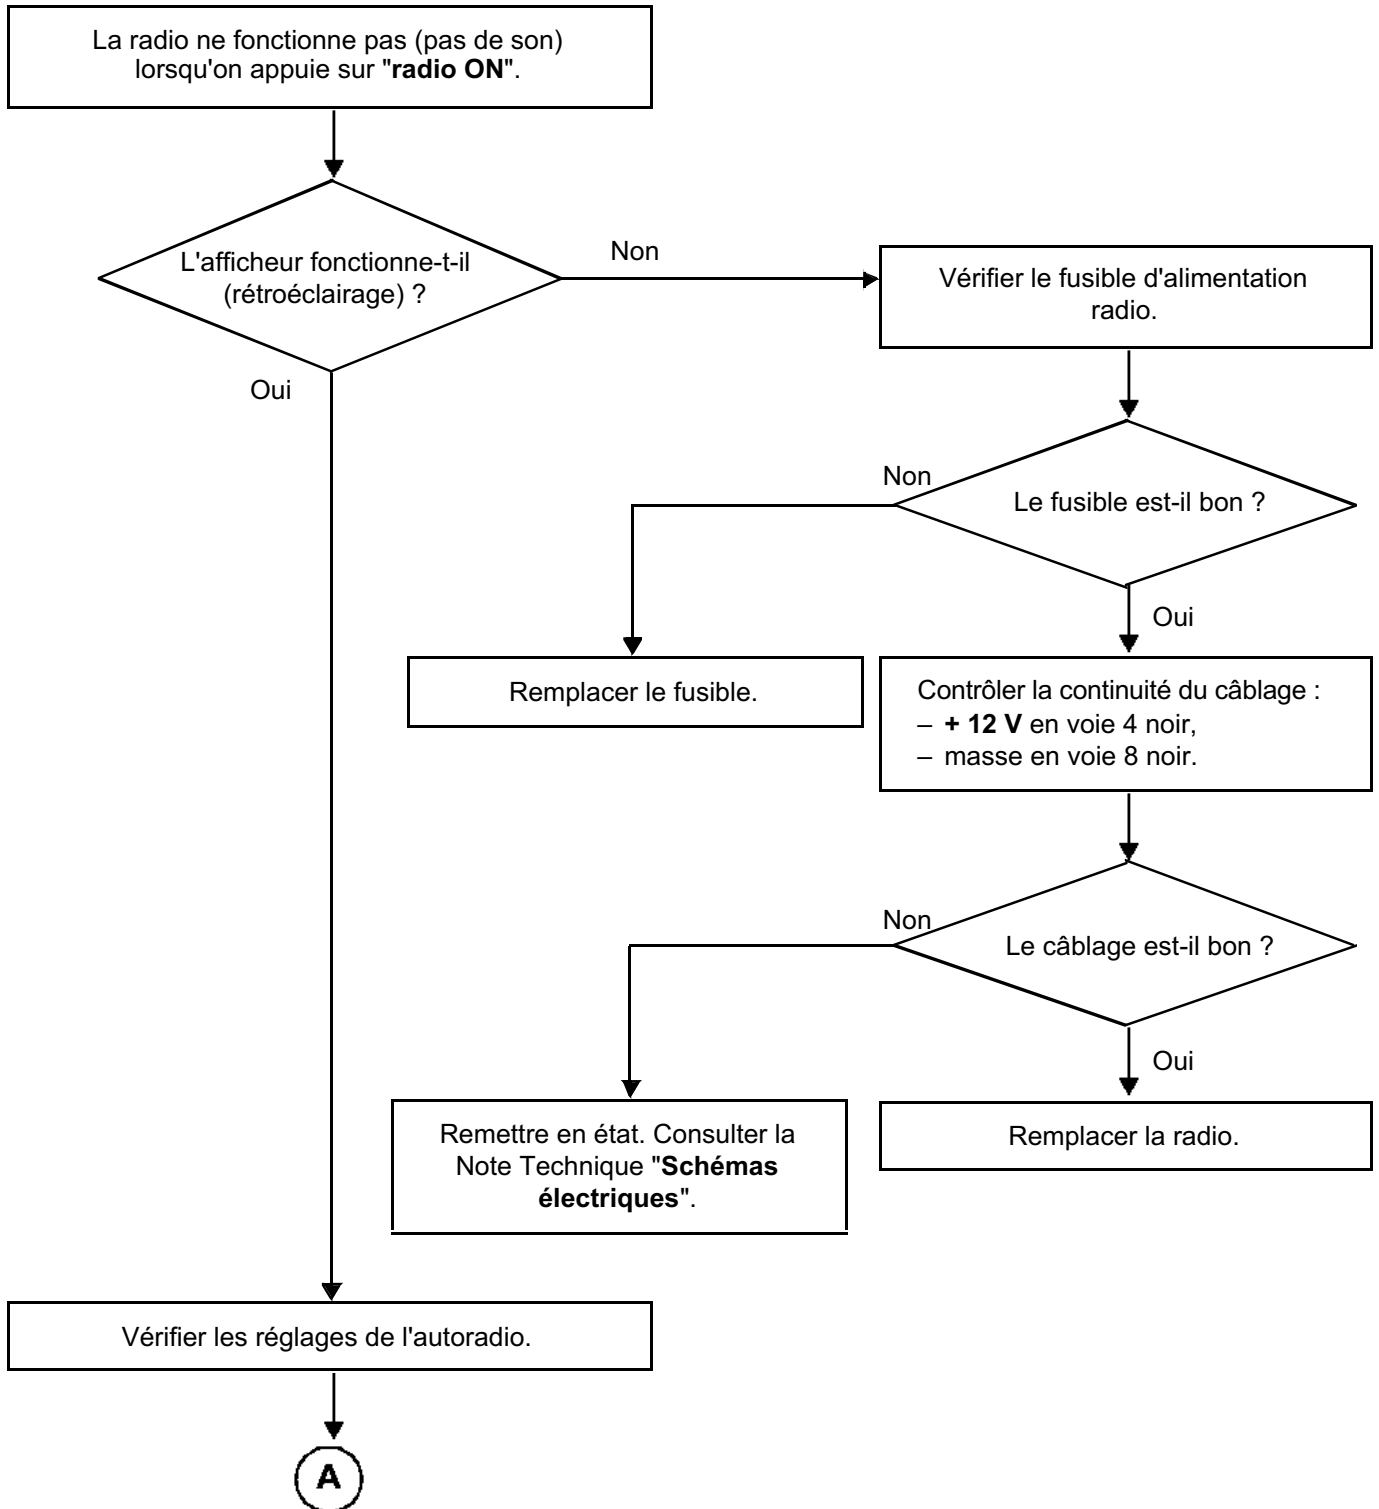 La radio ne fonctionne pas (pas de son)
lorsqu'on appuie sur "radio ON".
L'afficheur fonctionne-t-il
(rétroéclairage) ?
Non
Oui
Vérifier le fusible d'alimentation
radio.
Non
Le fusible est-il bon ?
Oui
Remplacer le fusible.
Contrôler la continuité du câblage :
– + 12 V en voie 4 noir,
– masse en voie 8 noir.
Non
Le câblage est-il bon ?
Oui
Remettre en état. Consulter la
Note Technique "Schémas
électriques".
Remplacer la radio.
Vérifier les réglages de l'autoradio.
A